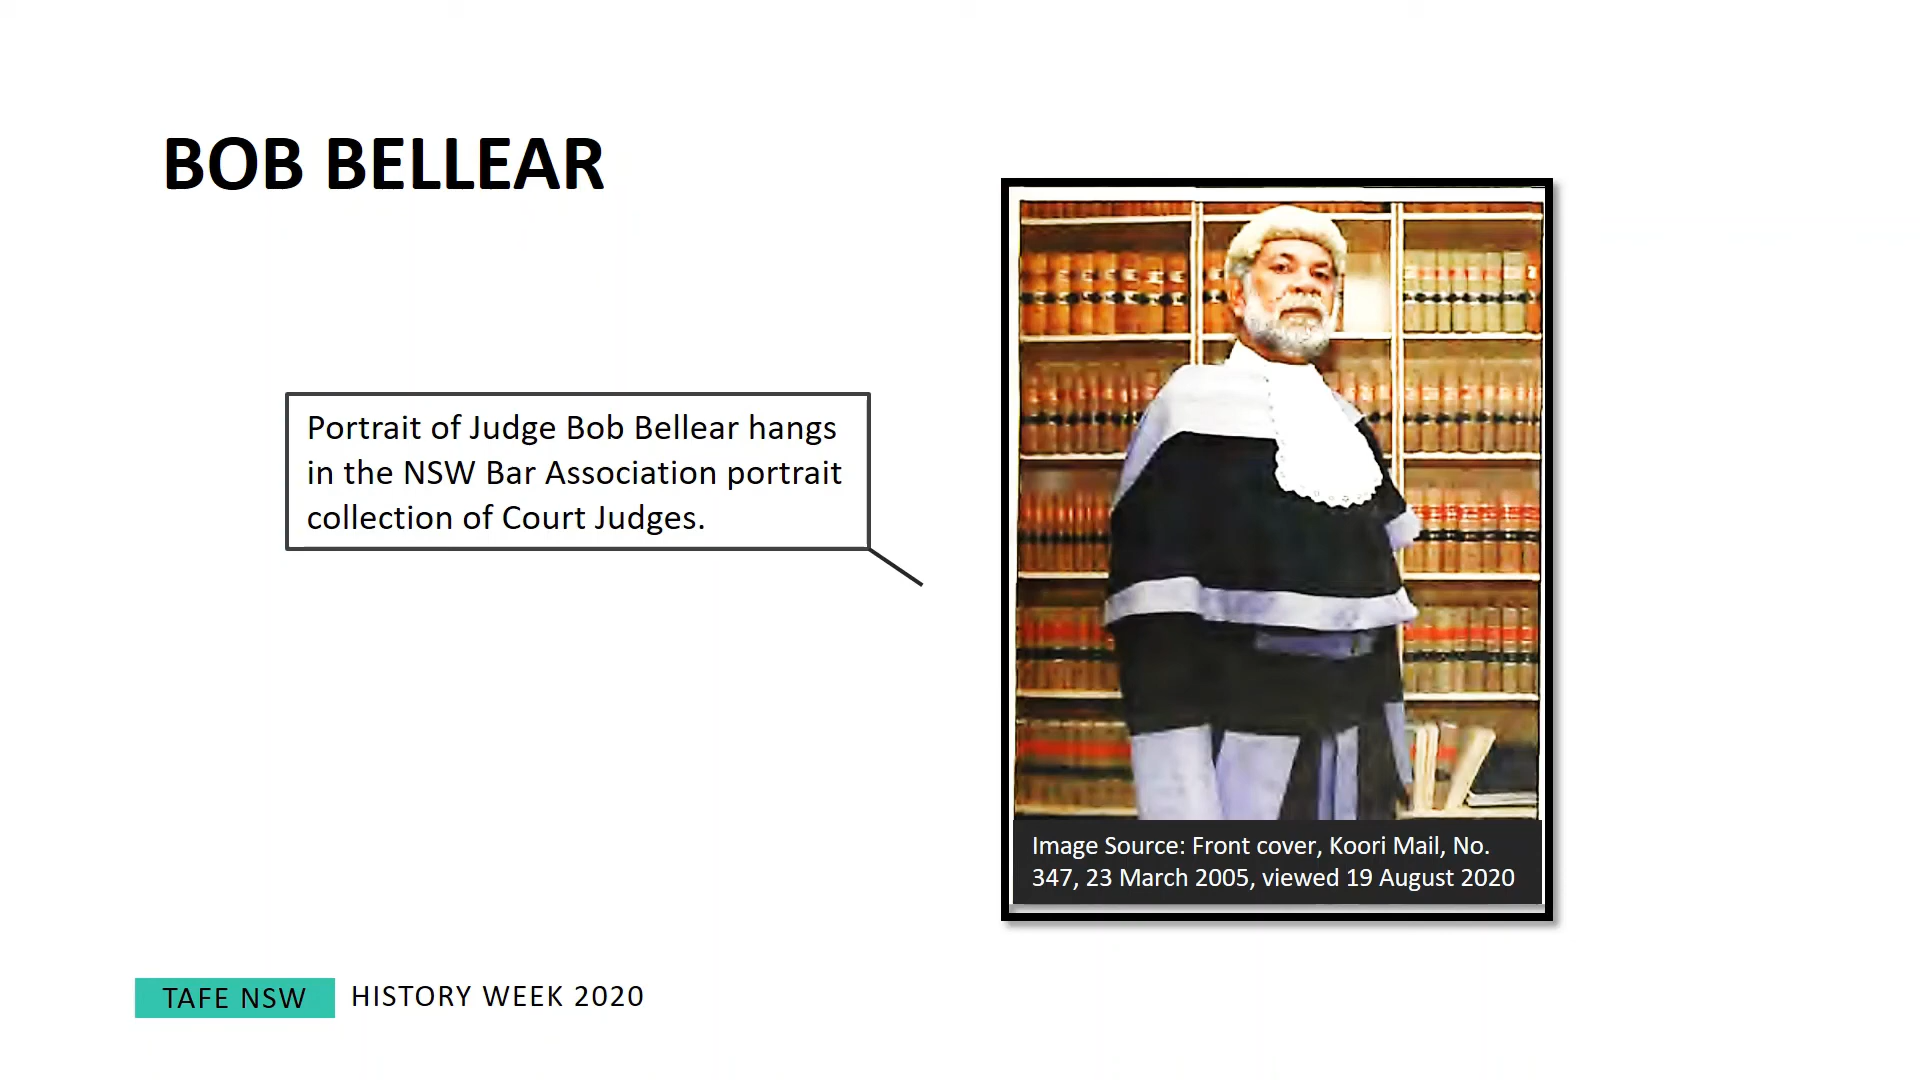 BOB BELLEAR
Portrait of Judge Bob Bellear hangs
in the NSW Bar Association portrait
collection of Court Judges.
Image Source: Front cover, Koori Mail, No.
347, 23 March 2005, viewed 19 August 2020
TAFE NSW HISTORY WEEK 2020